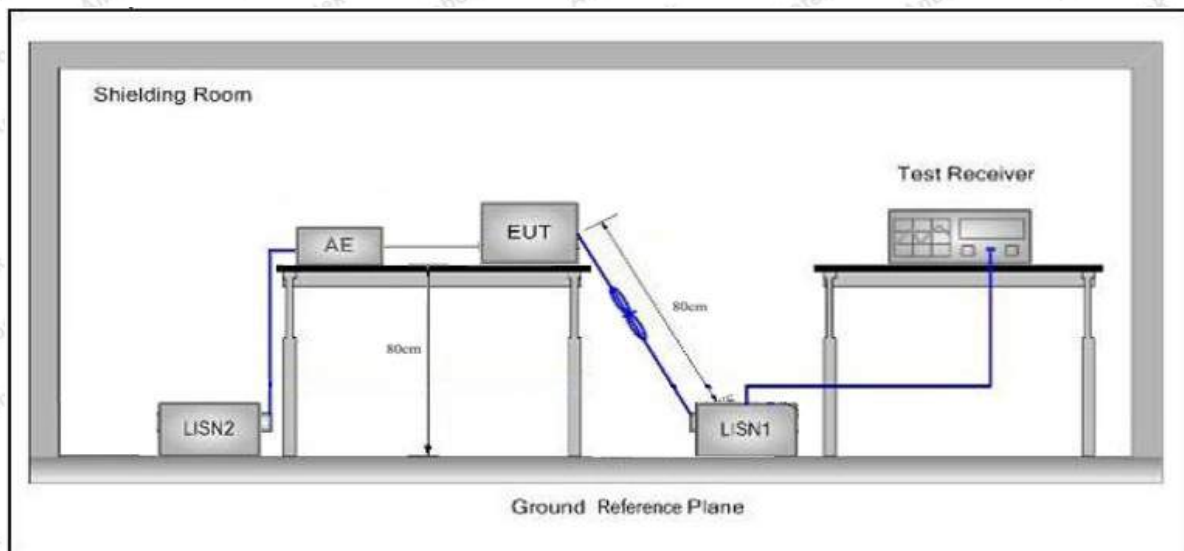 Shielding Room
Test Receiver
AE
EUT
80cm
80cm
LISN2
LISN1
Ground Reference Plane